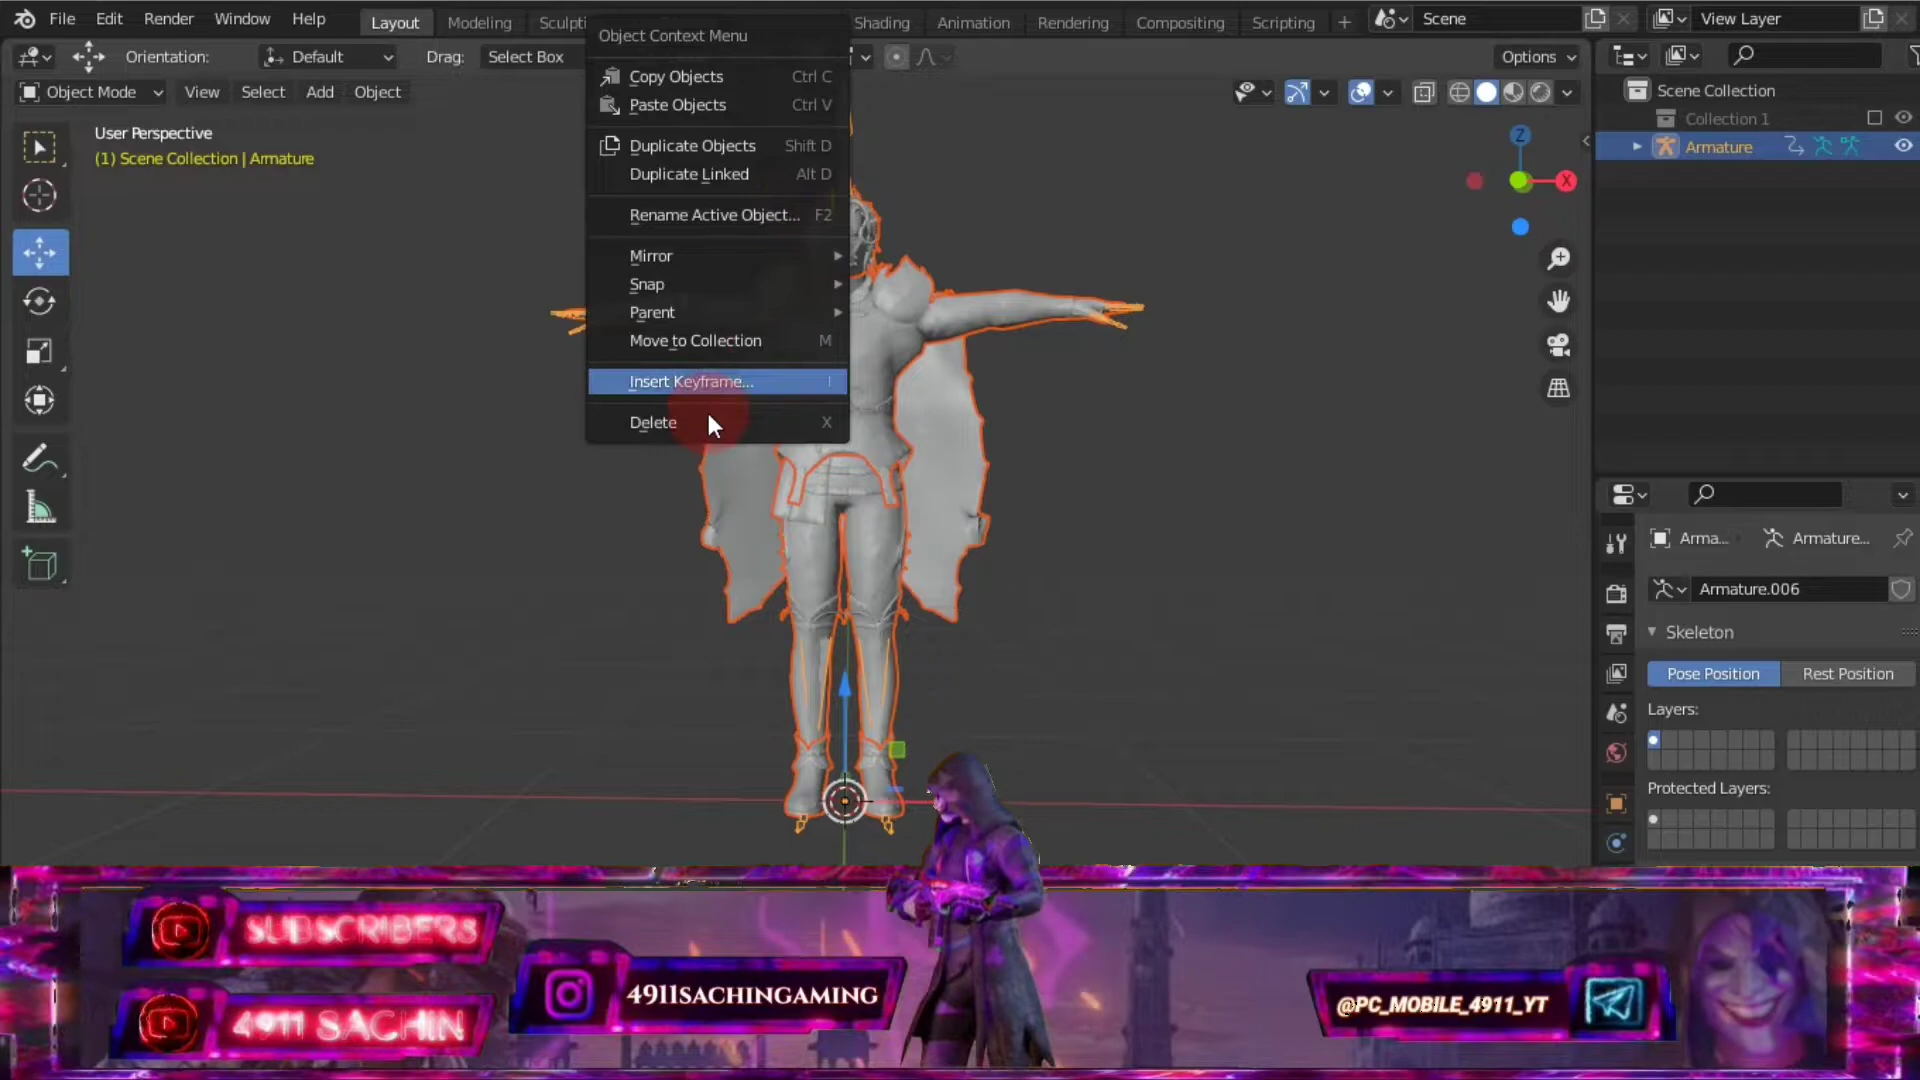 File Edit Render Window Help Layout Modeling Sculpti Shading Animation Rendering Compositing Scripting + Scene View Layer
Orientation: Default Drag: Select Box Options
Object Mode View Select Add Object
User Perspective
(1) Scene Collection | Armature
Object Context Menu
Copy Objects Ctrl C
Paste Objects Ctrl V
Duplicate Objects Shift D
Duplicate Linked Alt D
Rename Active Object... F2
Mirror
Snap
Parent
Move to Collection M
Insert Keyframe... I
Delete X
Z
X
Scene Collection
Collection 1
Armature
Arma... Armature...
Armature.006
Skeleton
Pose Position Rest Position
Layers:
Protected Layers:
SUBSCRIBERS
4911 SACHIN
4911SACHINGAMING
@PC_MOBILE_4911_YT